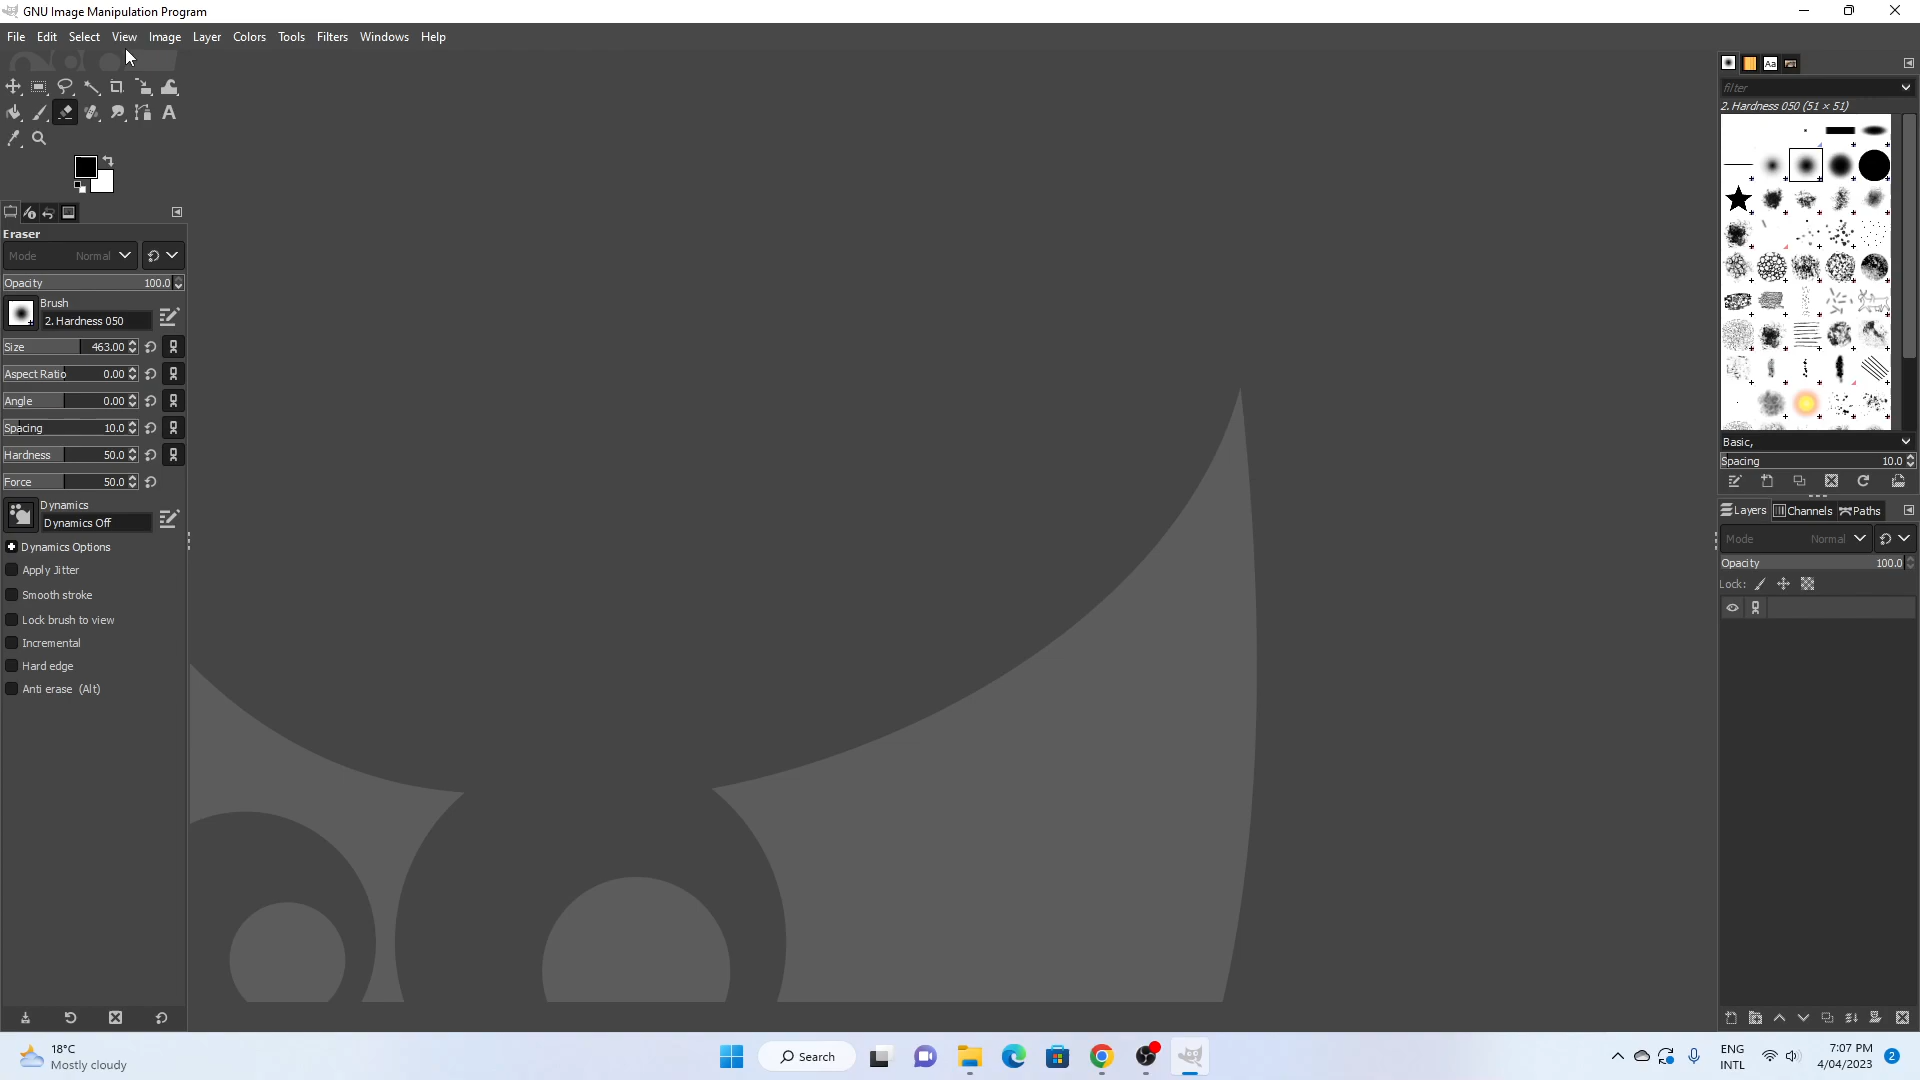 GNU Image Manipulation Program
File Edit Select View Image Layer Colors Tools Filters Windows Help
Aa
filter
2. Hardness 050 (51 × 51)
Eraser
Mode Normal
Opacity 100.0
Brush
2. Hardness 050
Size 463.00
Aspect Ratio 0.00
Angle 0.00
Spacing 10.0
Hardness 50.0
Force 50.0
Dynamics
Dynamics Off
Dynamics Options
Apply Jitter
Smooth stroke
Lock brush to view
Incremental
Hard edge
Anti erase (Alt)
Basic,
Spacing 10.0
Layers Channels Paths
Mode Normal
Opacity 100.0
Lock:
18°C
Mostly cloudy
Search
ENG
INTL
7:07 PM
4/04/2023
2